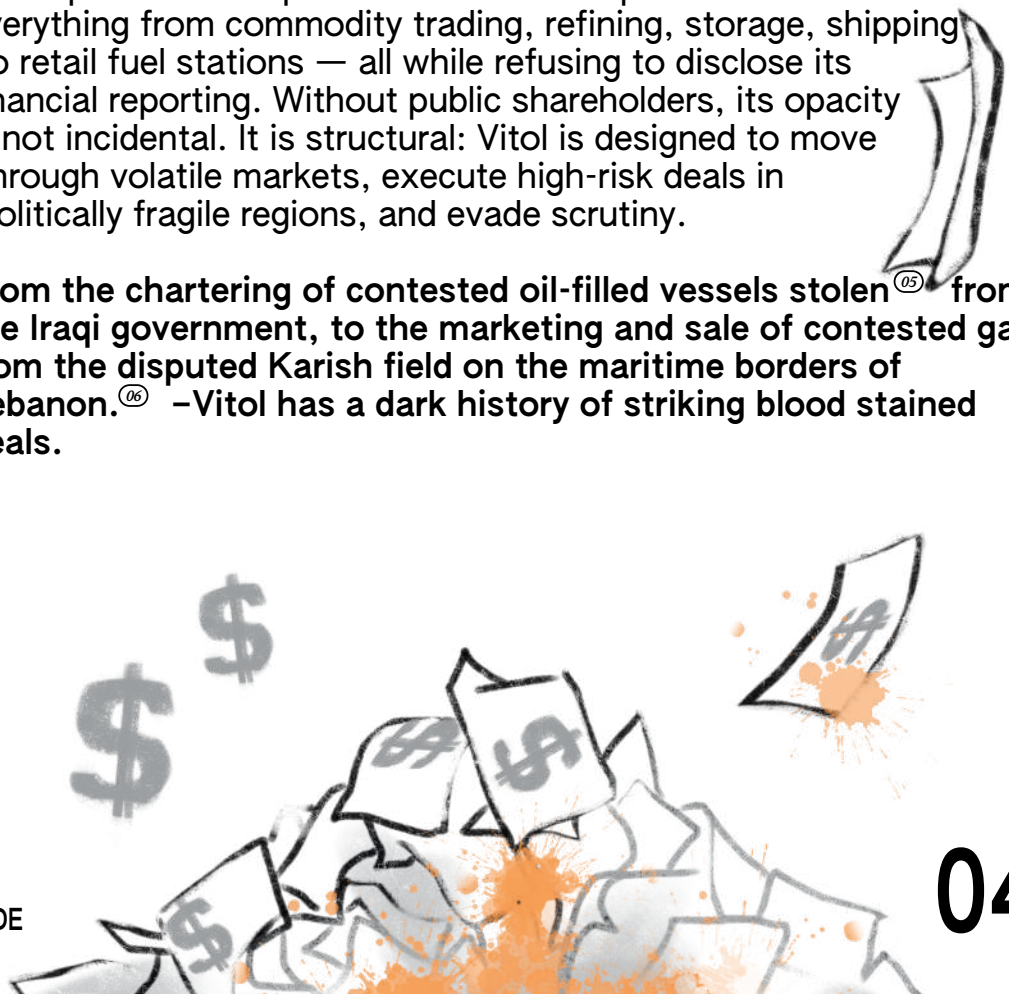 verything from commodity trading, refining, storage, shipping
o retail fuel stations — all while refusing to disclose its
nancial reporting. Without public shareholders, its opacity
not incidental. It is structural: Vitol is designed to move
hrough volatile markets, execute high-risk deals in
olitically fragile regions, and evade scrutiny.
om the chartering of contested oil-filled vessels stolen 05 from
e Iraqi government, to the marketing and sale of contested ga
om the disputed Karish field on the maritime borders of
ebanon. 06 –Vitol has a dark history of striking blood stained
eals.
$
$
$
$
$
$
DE
04